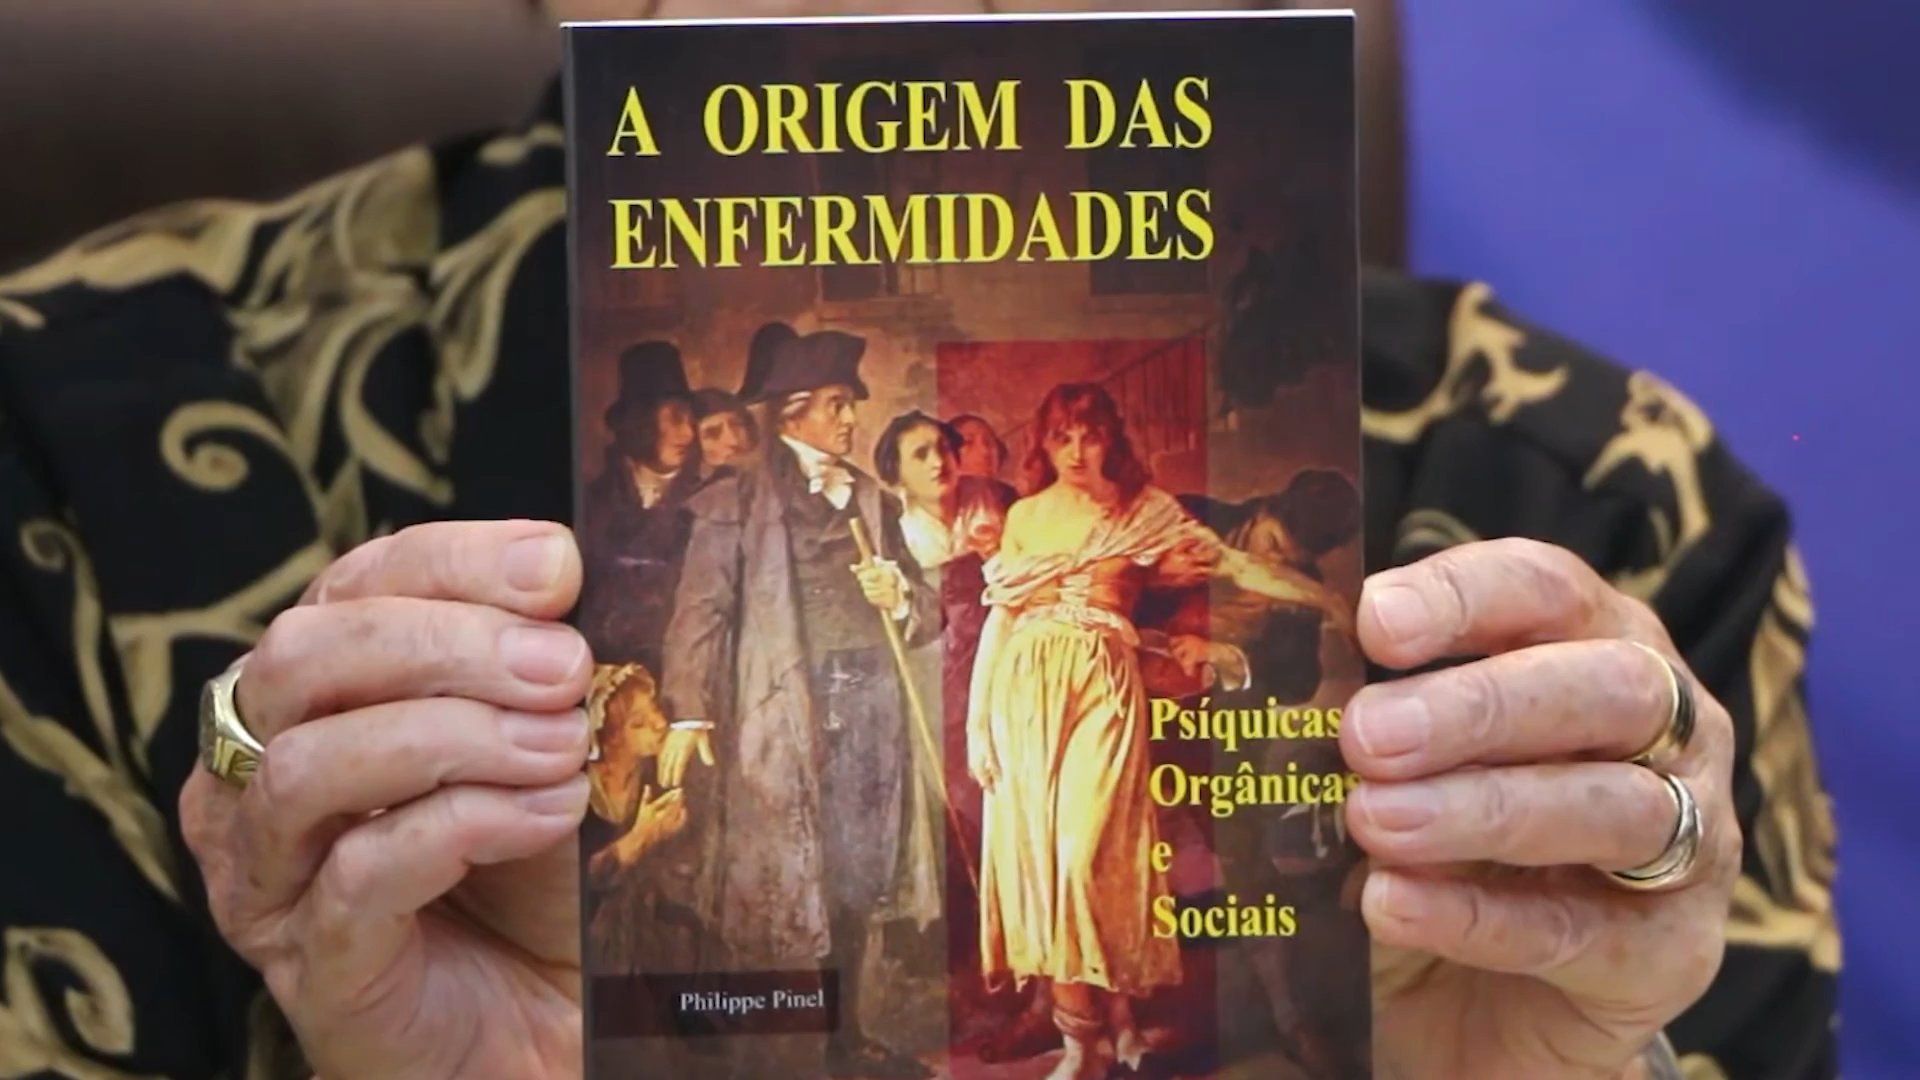 A ORIGEM DAS
ENFERMIDADES
Psíquicas
Orgânicas
e
Sociais
Philippe Pinel